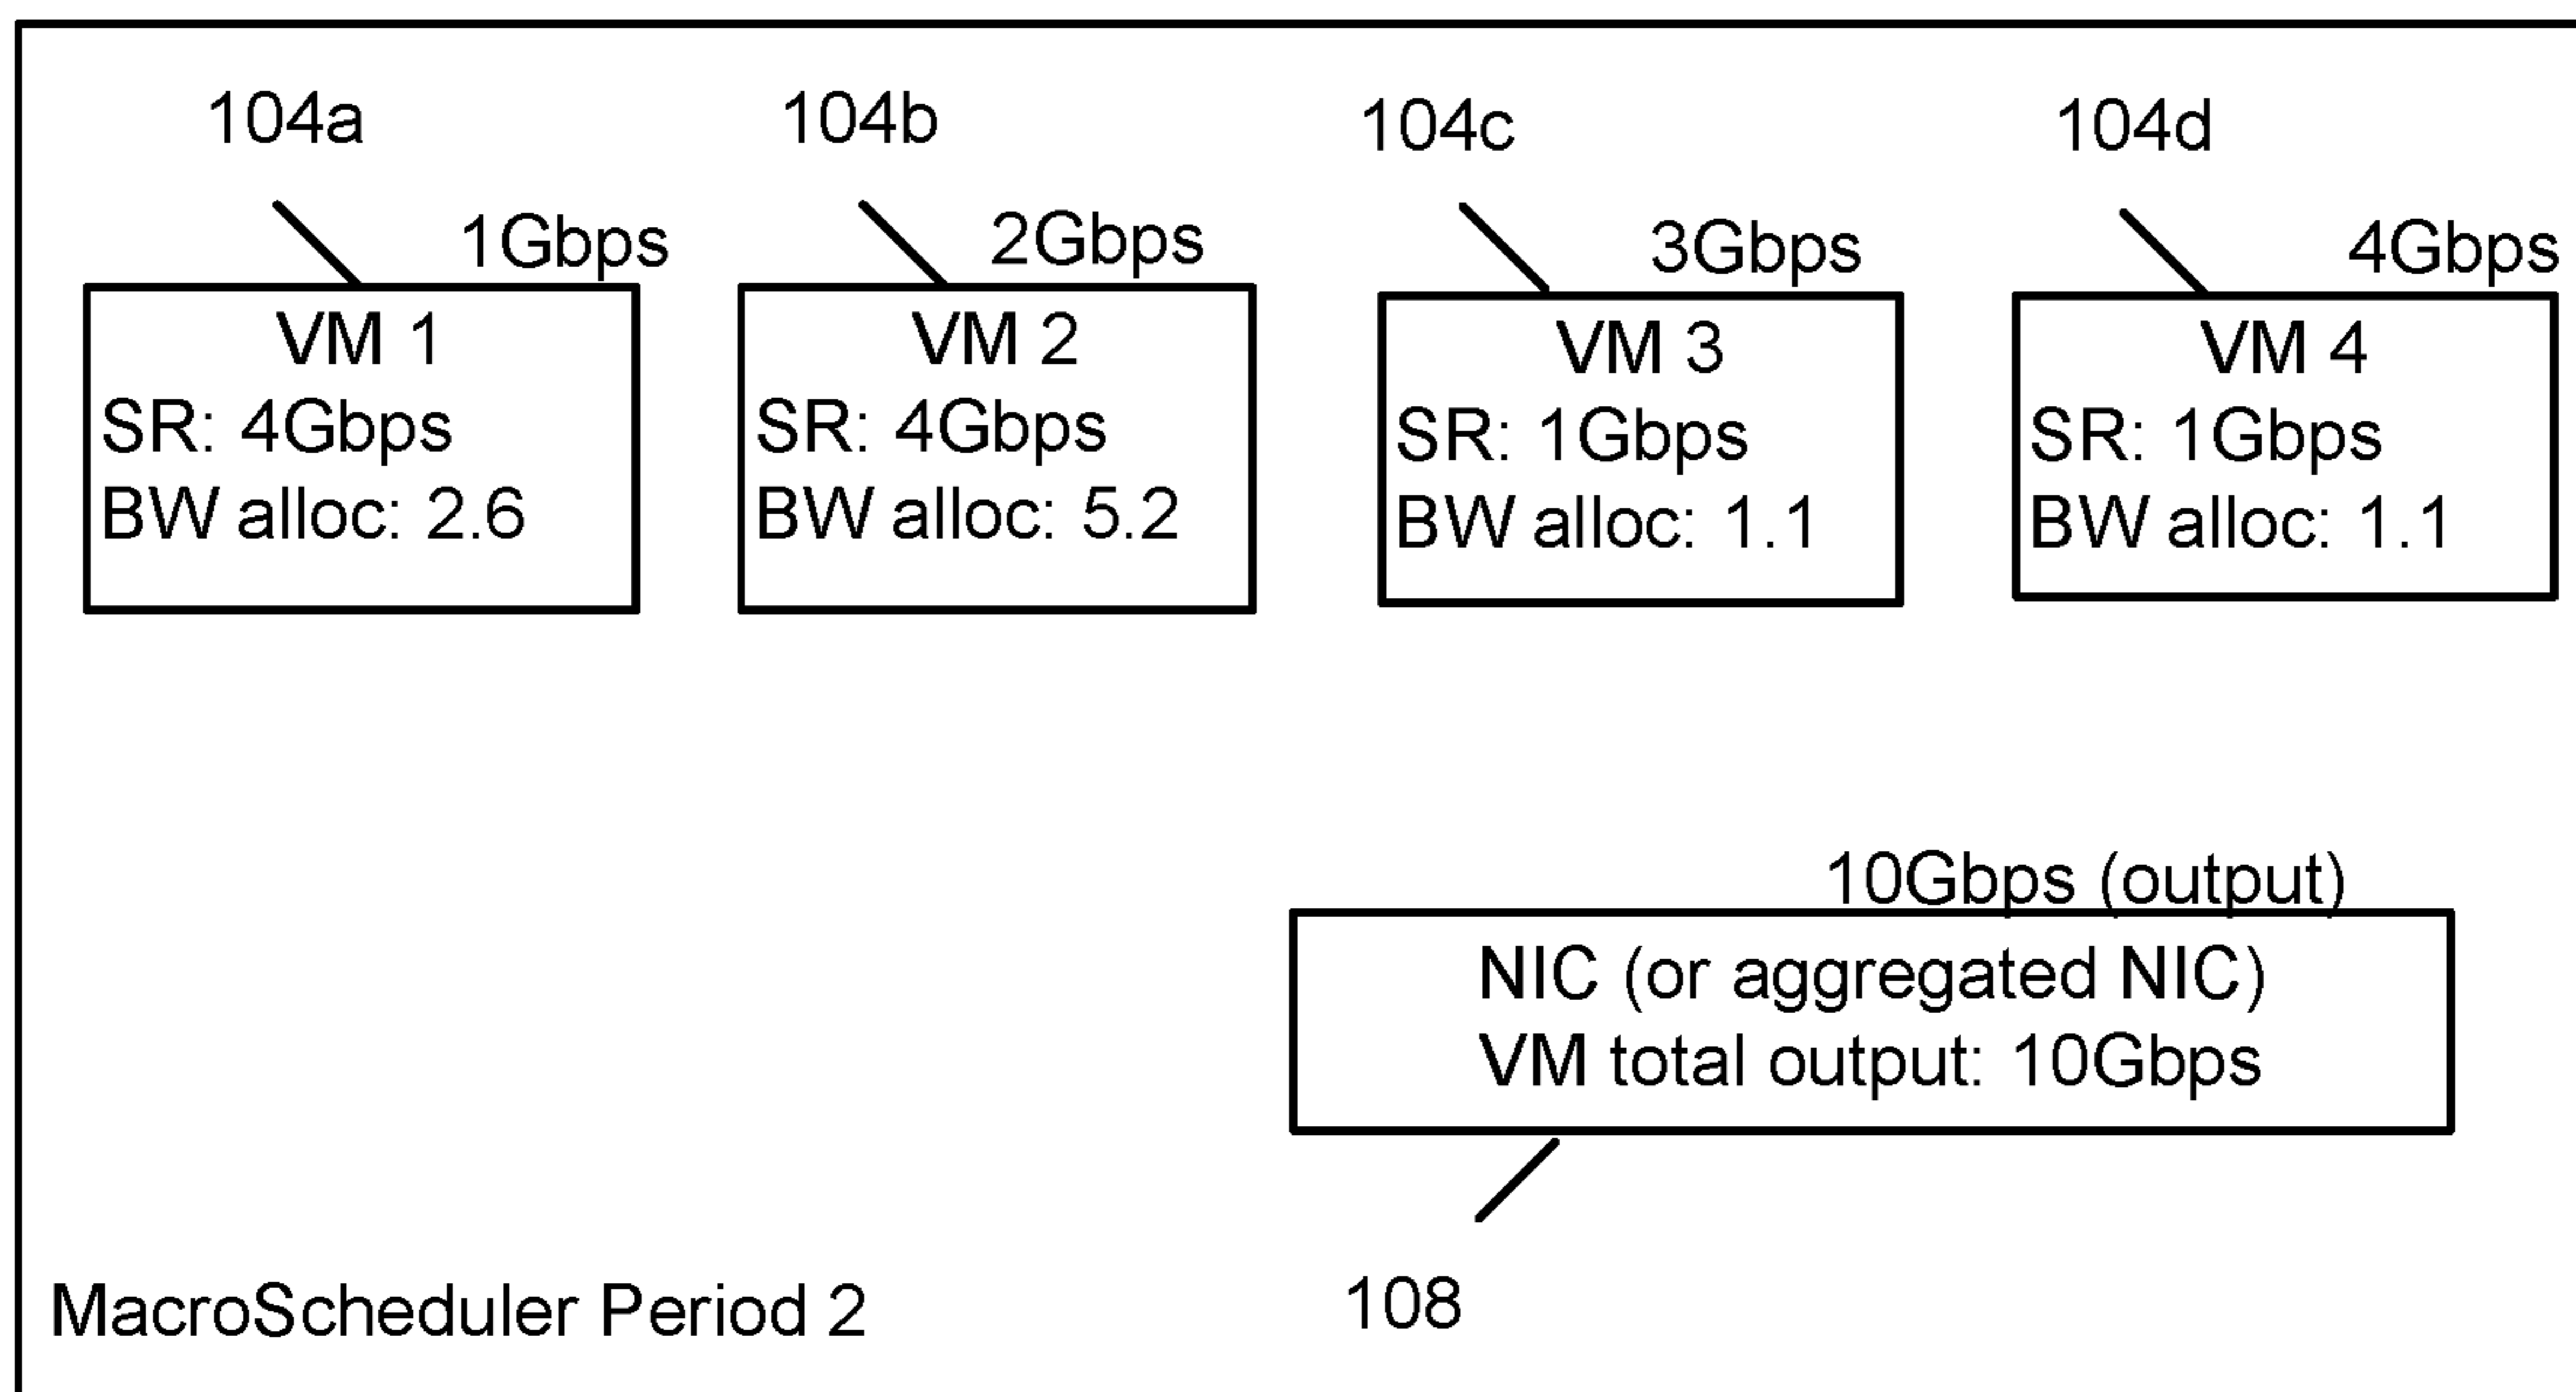 104a
104b
104c
104d
1Gbps
2Gbps
3Gbps
4Gbps
VM 1
SR: 4Gbps
BW alloc: 2.6
VM 2
SR: 4Gbps
BW alloc: 5.2
VM 3
SR: 1Gbps
BW alloc: 1.1
VM 4
SR: 1Gbps
BW alloc: 1.1
10Gbps (output)
NIC (or aggregated NIC)
VM total output: 10Gbps
108
MacroScheduler Period 2